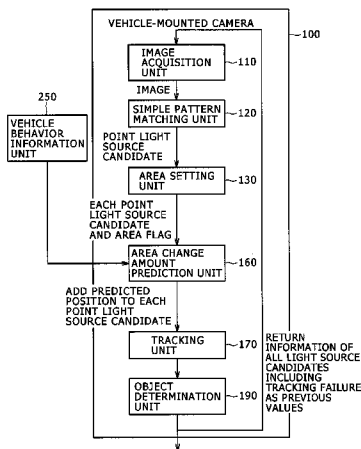 VEHICLE-MOUNTED CAMERA
100
IMAGE
ACQUISITION
UNIT
110
IMAGE
250
VEHICLE
BEHAVIOR
INFORMATION
UNIT
SIMPLE PATTERN
MATCHING UNIT
120
POINT LIGHT
SOURCE
CANDIDATE
AREA SETTING
UNIT
130
EACH POINT
LIGHT SOURCE
CANDIDATE
AND AREA FLAG
AREA CHANGE
AMOUNT
PREDICTION UNIT
160
ADD PREDICTED
POSITION TO EACH
POINT LIGHT
SOURCE CANDIDATE
TRACKING
UNIT
170
RETURN
INFORMATION OF
ALL LIGHT SOURCE
CANDIDATES
INCLUDING
TRACKING FAILURE
AS PREVIOUS
VALUES
OBJECT
DETERMINATION
UNIT
190